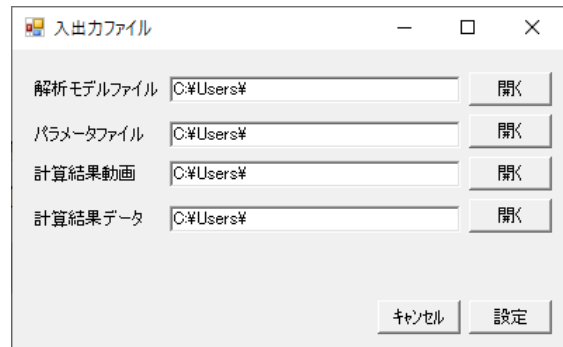 入出力ファイル
解析モデルファイル C:¥Users¥ 開く
パラメータファイル C:¥Users¥ 開く
計算結果動画 C:¥Users¥ 開く
計算結果データ C:¥Users¥ 開く
キャンセル 設定